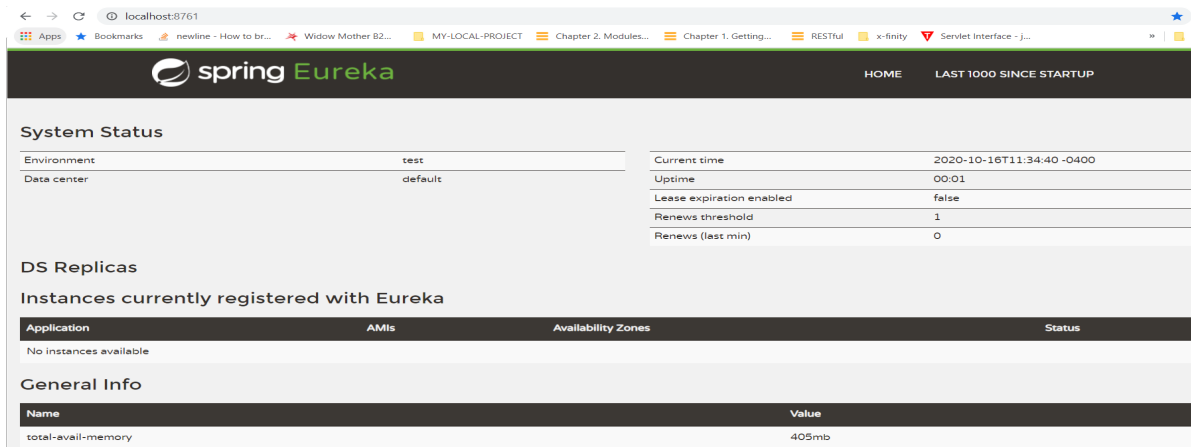 localhost:8761
Apps Bookmarks newline - How to br... Widow Mother B2... MY-LOCAL-PROJECT Chapter 2. Modules... Chapter 1. Getting... RESTful x-finity Servlet Interface - j... »
spring Eureka HOME LAST 1000 SINCE STARTUP
System Status
Environment test Current time 2020-10-16T11:34:40 -0400
Data center default Uptime 00:01
Lease expiration enabled false
Renews threshold 1
Renews (last min) 0
DS Replicas
Instances currently registered with Eureka
Application AMIs Availability Zones Status
No instances available
General Info
Name Value
total-avail-memory 405mb